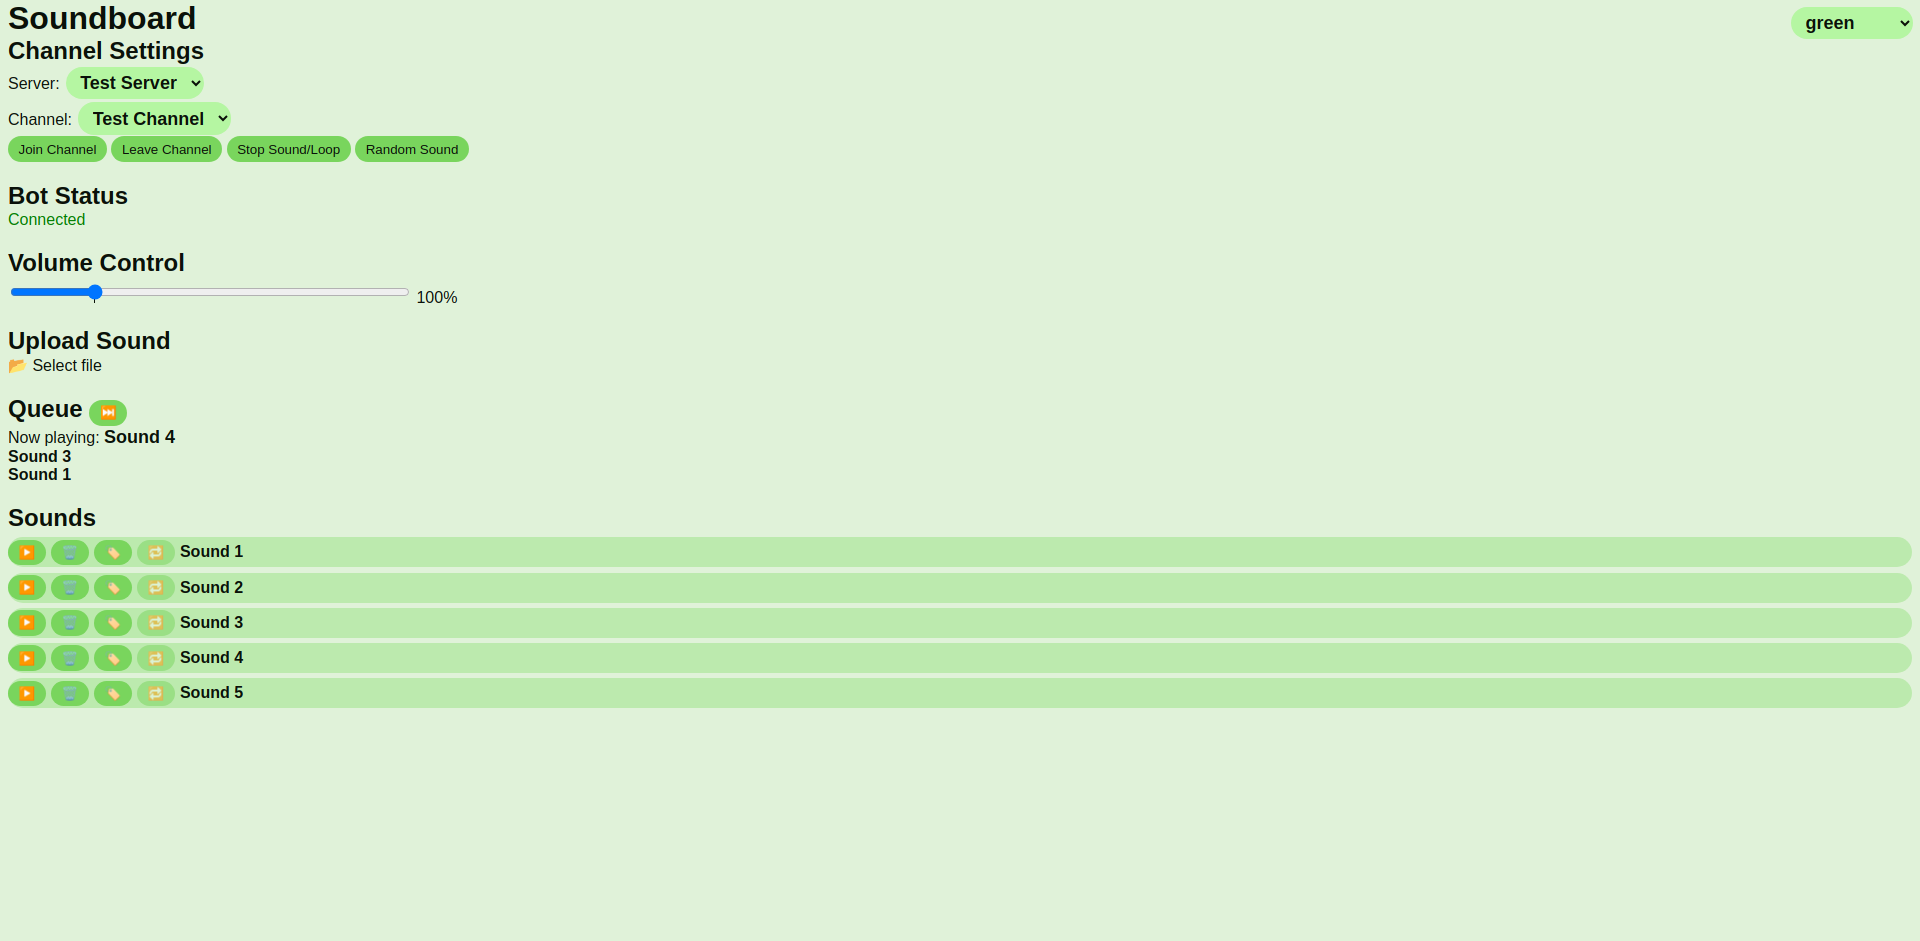 Soundboard
green
Channel Settings
Server: Test Server
Channel: Test Channel
Join Channel Leave Channel Stop Sound/Loop Random Sound
Bot Status
Connected
Volume Control
100%
Upload Sound
📂 Select file
Queue ⏩
Now playing: Sound 4
Sound 3
Sound 1
Sounds
Sound 1
Sound 2
Sound 3
Sound 4
Sound 5